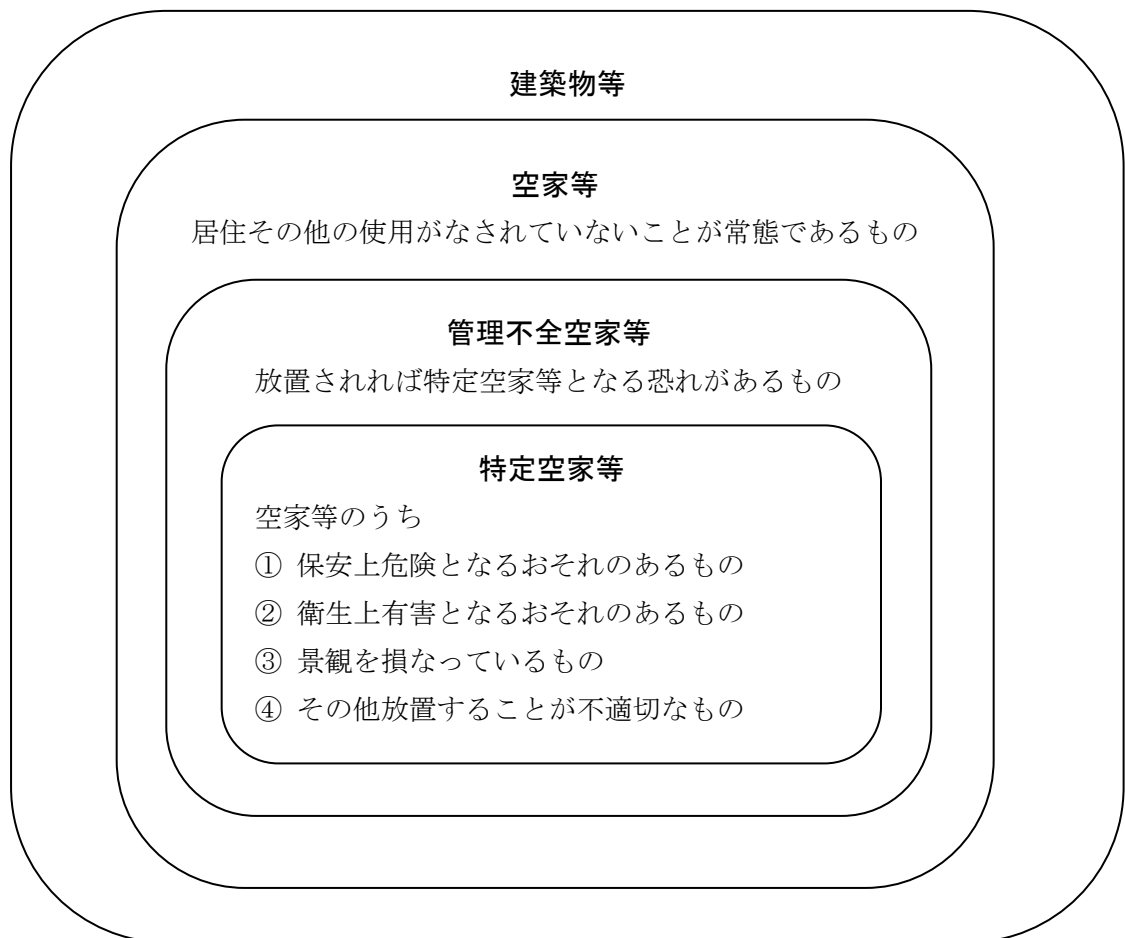 建築物等
空家等
居住その他の使用がなされていないことが常態であるもの
管理不全空家等
放置されれば特定空家等となる恐れがあるもの
特定空家等
空家等のうち
① 保安上危険となるおそれのあるもの
② 衛生上有害となるおそれのあるもの
③ 景観を損なっているもの
④ その他放置することが不適切なもの